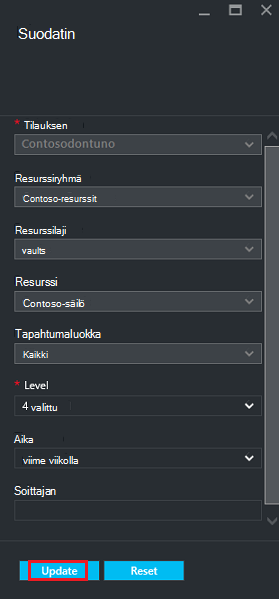 Suodatin
* Tilauksen
Contosodontuno
Resurssiryhmä
Contoso-resurssit
Resurssilaji
vaults
Resurssi
Contoso-säilö
Tapahtumaluokka
Kaikki
* Level
4 valittu
Aika
viime viikolla
Soittajan
Update Reset